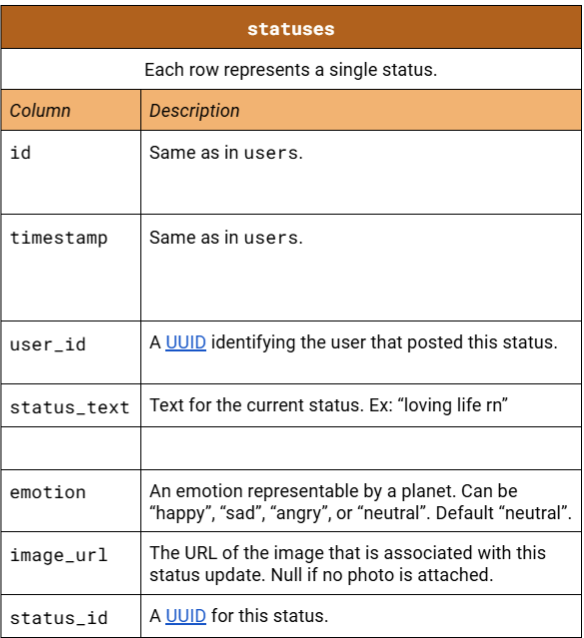 statuses
Each row represents a single status.
Column Description
id Same as in users.
timestamp Same as in users.
user_id A UUID identifying the user that posted this status.
status_text Text for the current status. Ex: “loving life rn”
emotion An emotion representable by a planet. Can be
“happy”, “sad”, “angry”, or “neutral”. Default “neutral”.
image_url The URL of the image that is associated with this
status update. Null if no photo is attached.
status_id A UUID for this status.